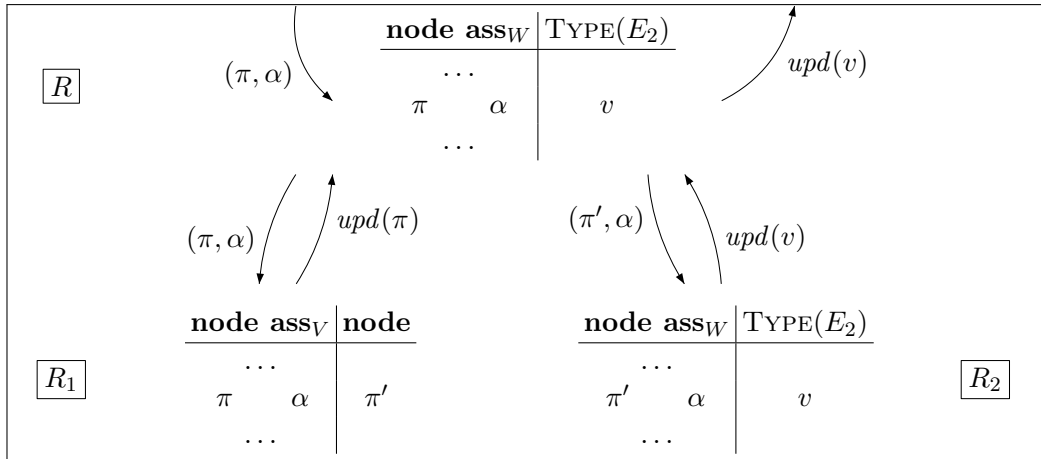 node ass_W TYPE(E_2)
(π, α) ... upd(v)
R π α v
...
(π, α) upd(π) (π′, α) upd(v)
node ass_V node node ass_W TYPE(E_2)
... ...
R_1 π α π′ π′ α v R_2
... ...